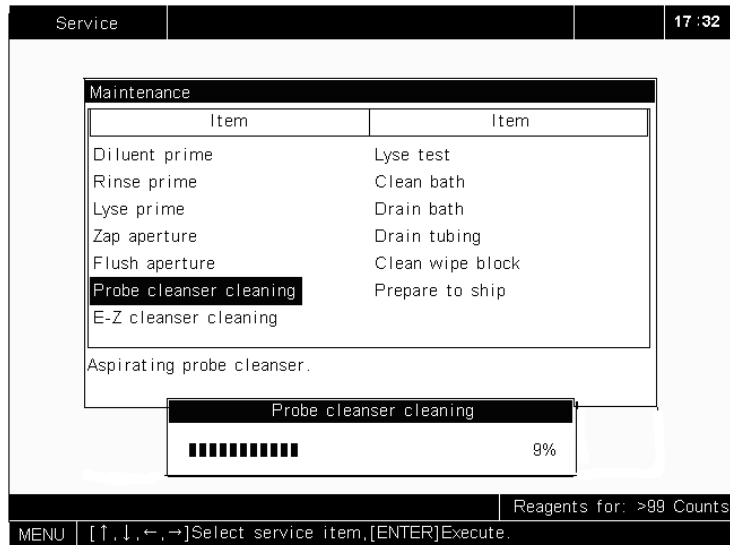 Service 17:32
Maintenance
Item Item
Diluent prime Lyse test
Rinse prime Clean bath
Lyse prime Drain bath
Zap aperture Drain tubing
Flush aperture Clean wipe block
Probe cleanser cleaning Prepare to ship
E-Z cleanser cleaning
Aspirating probe cleanser.
Probe cleanser cleaning
9%
Reagents for: >99 Counts
MENU [↑,↓,←,→]Select service item,[ENTER]Execute.